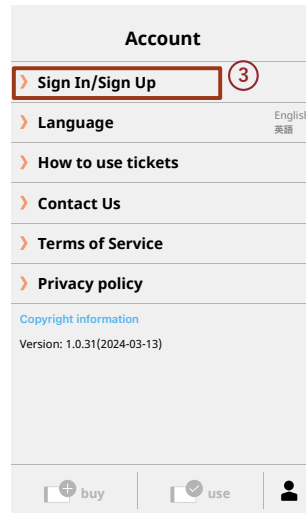 Account
Sign In/Sign Up
3
Language
English
英語
How to use tickets
Contact Us
Terms of Service
Privacy policy
Copyright information
Version: 1.0.31(2024-03-13)
buy
use